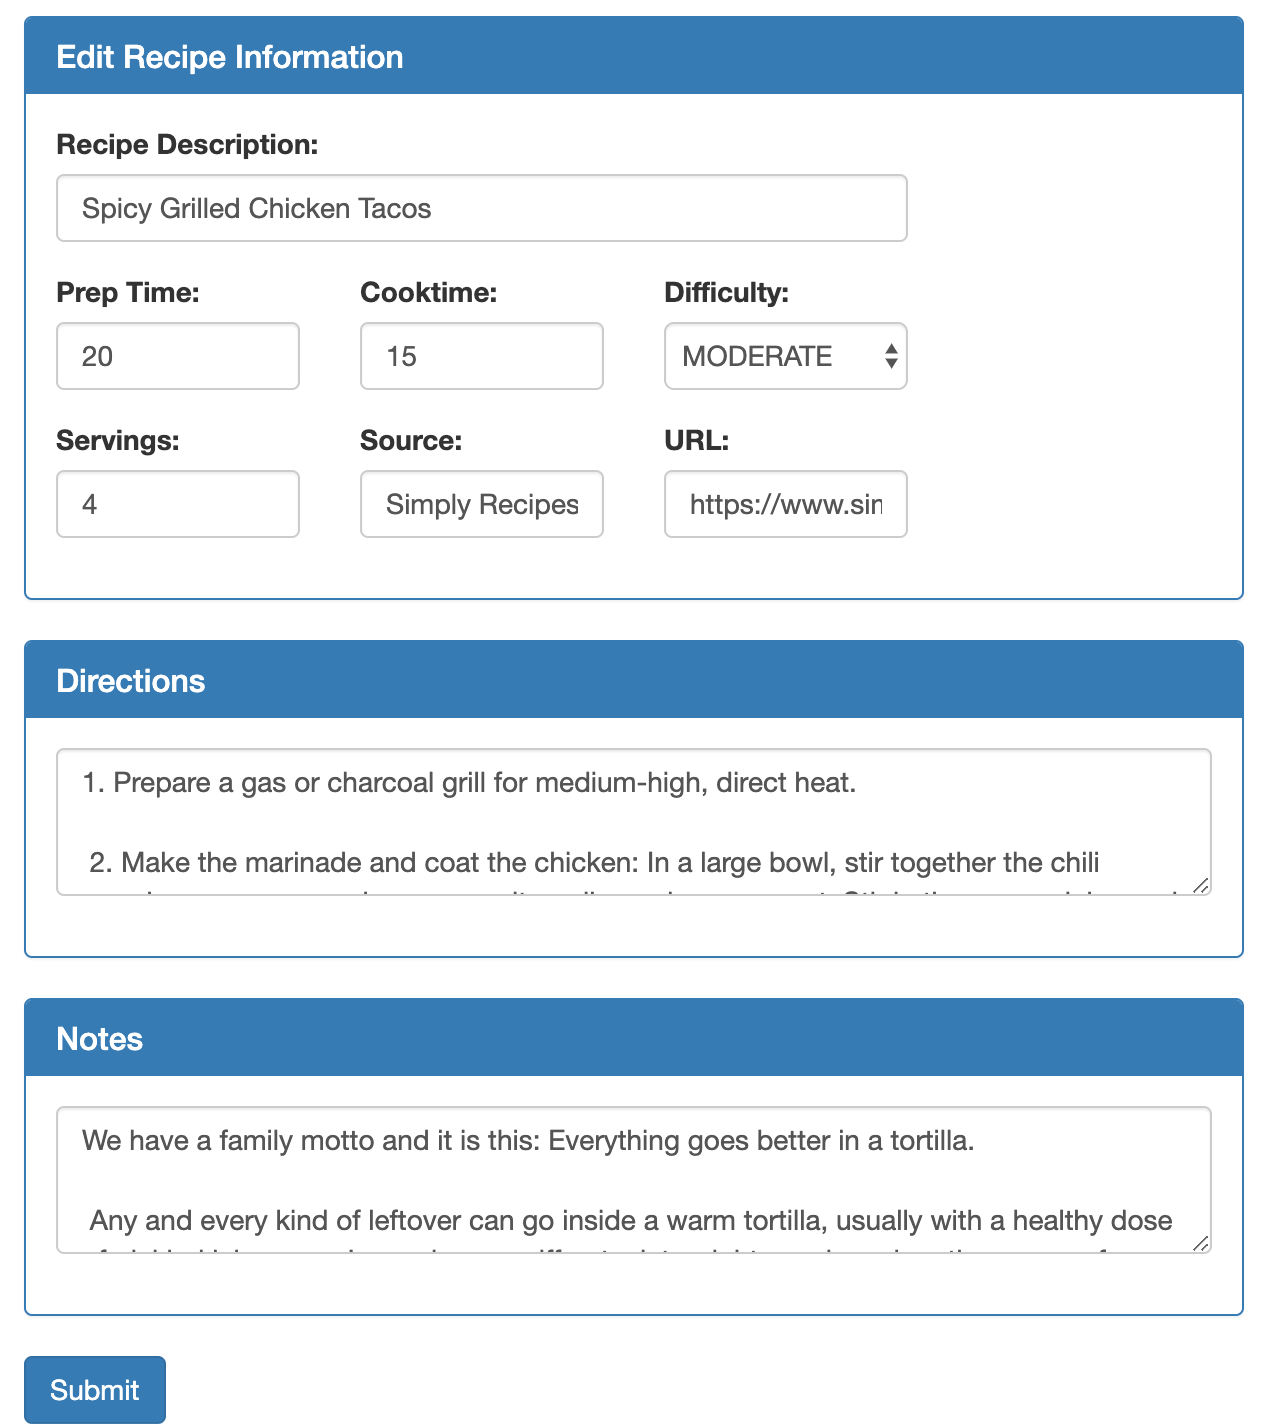 Edit Recipe Information
Recipe Description:
Spicy Grilled Chicken Tacos
Prep Time: Cooktime: Difficulty:
20 15 MODERATE
Servings: Source: URL:
4 Simply Recipes https://www.sim
Directions
1. Prepare a gas or charcoal grill for medium-high, direct heat.
2. Make the marinade and coat the chicken: In a large bowl, stir together the chili
Notes
We have a family motto and it is this: Everything goes better in a tortilla.
Any and every kind of leftover can go inside a warm tortilla, usually with a healthy dose
Submit